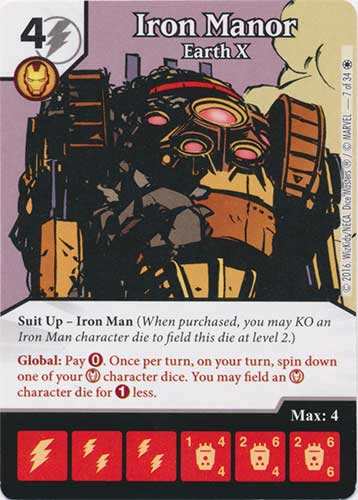 4
Iron Manor
Earth X
© 2016 WizKids/NECA. Dice Masters ® / © MARVEL — 7 of 34
Suit Up – Iron Man (When purchased, you may KO an
Iron Man character die to field this die at level 2.)
Global: Pay 0. Once per turn, on your turn, spin down
one of your character dice. You may field an
character die for 1 less.
Max: 4
1 4 4
2 6 4
2 6 6